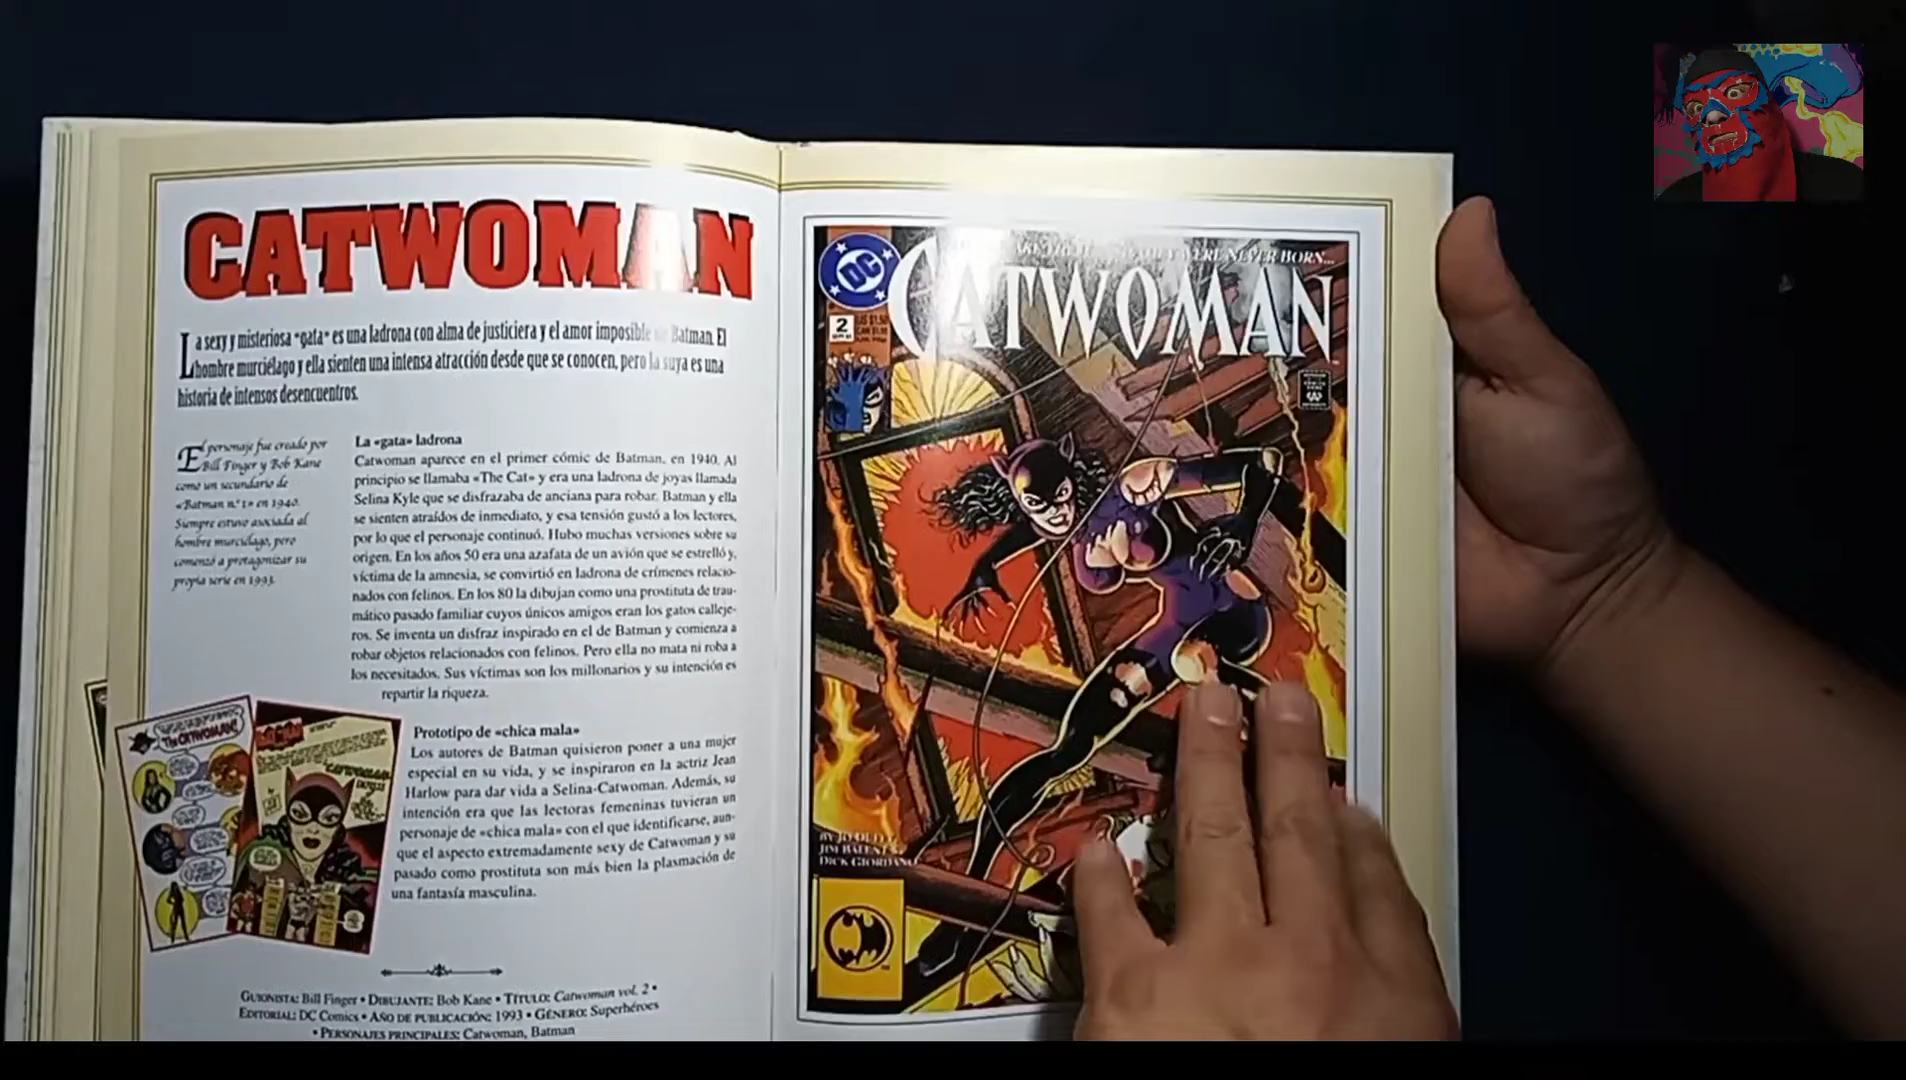 CATWOMAN
La sexy y misteriosa «gata» es una ladrona con alma de justiciera y el amor imposible de Batman. El
hombre murciélago y ella sienten una intensa atracción desde que se conocen, pero la suya es una
historia de intensos desencuentros.
El personaje fue creado por
Bill Finger y Bob Kane
como un secundario de
«Batman n.º 1» en 1940.
Siempre estuvo asociada al
hombre murciélago, pero
comenzó a protagonizar su
propia serie en 1993.
La «gata» ladrona
Catwoman aparece en el primer cómic de Batman, en 1940. Al
principio se llamaba «The Cat» y era una ladrona de joyas llamada
Selina Kyle que se disfrazaba de anciana para robar. Batman y ella
se sienten atraídos de inmediato, y esa tensión gustó a los lectores,
por lo que el personaje continuó. Hubo muchas versiones sobre su
origen. En los años 50 era una azafata de un avión que se estrelló y,
víctima de la amnesia, se convirtió en ladrona de crímenes relacio-
nados con felinos. En los 80 la dibujan como una prostituta de trau-
mático pasado familiar cuyos únicos amigos eran los gatos calleje-
ros. Se inventa un disfraz inspirado en el de Batman y comienza a
robar objetos relacionados con felinos. Pero ella no mata ni roba a
los necesitados. Sus víctimas son los millonarios y su intención es
repartir la riqueza.
Prototipo de «chica mala»
Los autores de Batman quisieron poner a una mujer
especial en su vida, y se inspiraron en la actriz Jean
Harlow para dar vida a Selina-Catwoman. Además, su
intención era que las lectoras femeninas tuvieran un
personaje de «chica mala» con el que identificarse, aun-
que el aspecto extremadamente sexy de Catwoman y su
pasado como prostituta son más bien la plasmación de
una fantasía masculina.
The CATWOMAN!
CATWOMAN
GUIONISTA: Bill Finger • DIBUJANTE: Bob Kane • TÍTULO: Catwoman vol. 2 •
EDITORIAL: DC Comics • AÑO DE PUBLICACIÓN: 1993 • GÉNERO: Superhéroes
• PERSONAJES PRINCIPALES: Catwoman, Batman
WERE NEVER BORN...
DC
CATWOMAN
2
BY JO DUFFY
JIM BALENT &
DICK GIORDANO